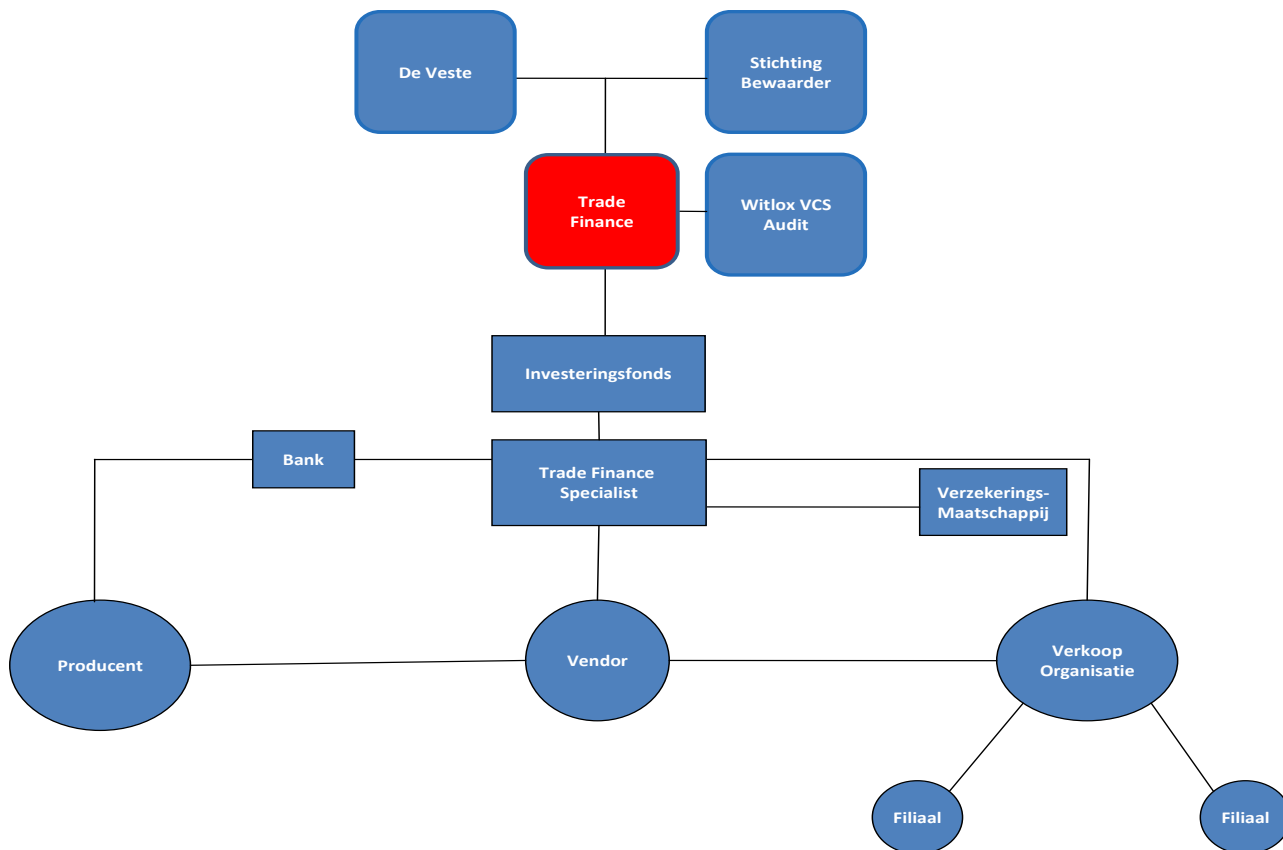 De Veste
Stichting
Bewaarder
Trade
Finance
Witlox VCS
Audit
Investeringsfonds
Bank
Trade Finance
Specialist
Verzekerings-
Maatschappij
Producent
Vendor
Verkoop
Organisatie
Filiaal
Filiaal